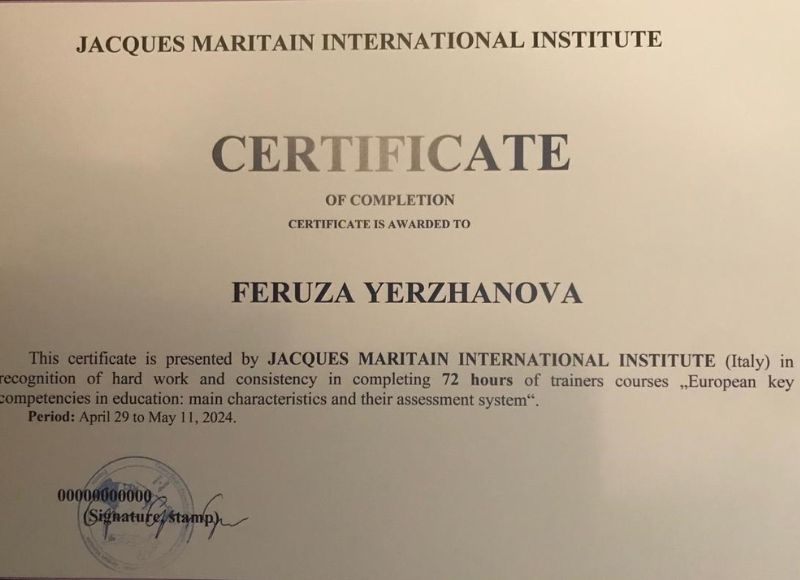 JACQUES MARITAIN INTERNATIONAL INSTITUTE
CERTIFICATE
OF COMPLETION
CERTIFICATE IS AWARDED TO
FERUZA YERZHANOVA
This certificate is presented by JACQUES MARITAIN INTERNATIONAL INSTITUTE (Italy) in
recognition of hard work and consistency in completing 72 hours of trainers courses „European key
competencies in education: main characteristics and their assessment system“.
Period: April 29 to May 11, 2024.
00000000000
(Signature/stamp)